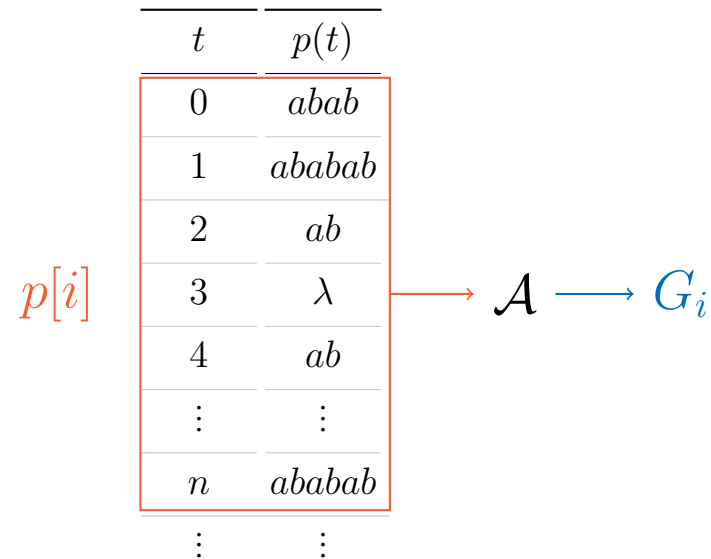 t p(t)
0 abab
1 ababab
2 ab
p[i] 3 λ 𝒜 G_i
4 ab
⋮ ⋮
n ababab
⋮ ⋮